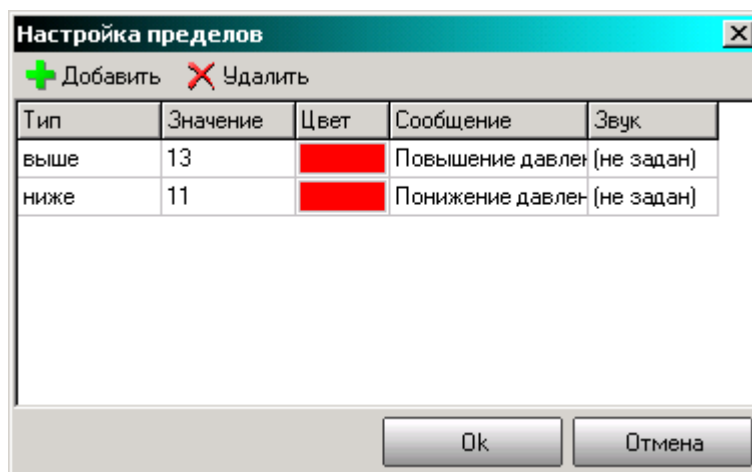 Настройка пределов
Добавить Удалить
Тип Значение Цвет Сообщение Звук
выше 13 Повышение давлен (не задан)
ниже 11 Понижение давлен (не задан)
Ok Отмена